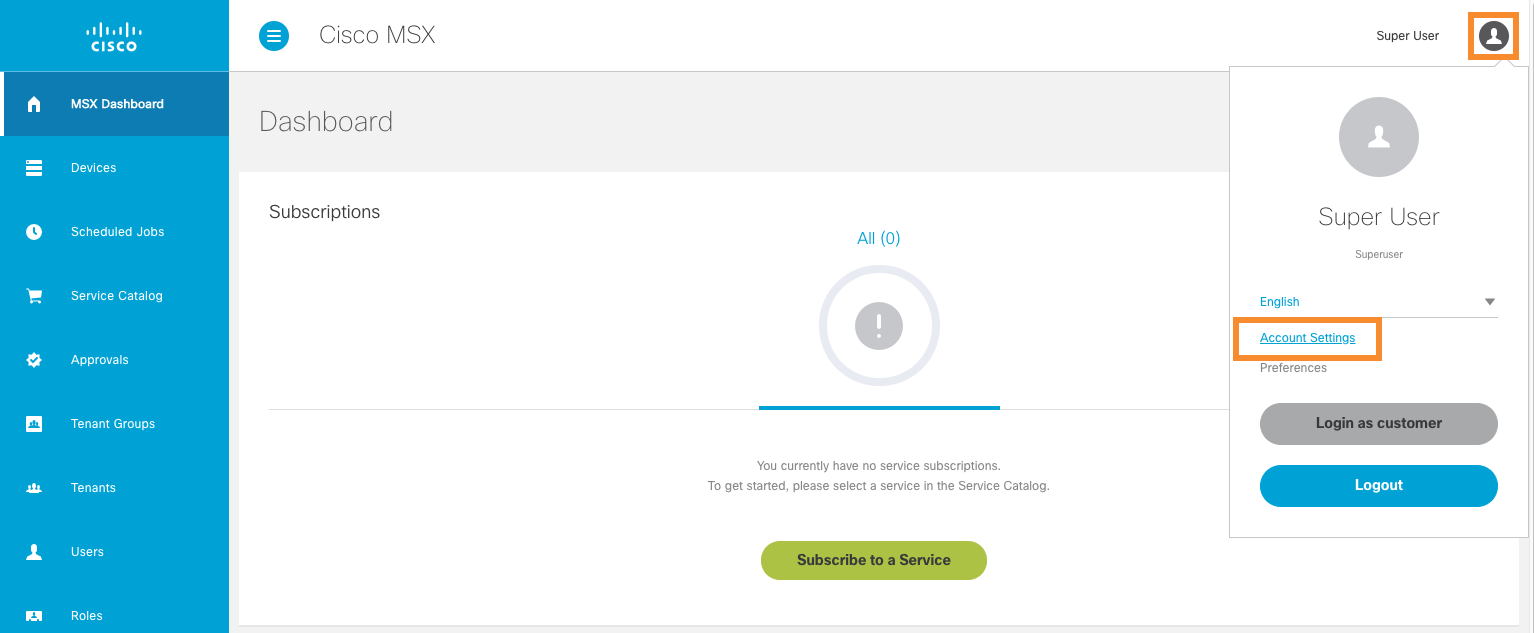 CISCO
Cisco MSX
Super User
MSX Dashboard
Devices
Scheduled Jobs
Service Catalog
Approvals
Tenant Groups
Tenants
Users
Roles
Dashboard
Subscriptions
All (0)
You currently have no service subscriptions.
To get started, please select a service in the Service Catalog.
Subscribe to a Service
Super User
Superuser
English
Account Settings
Preferences
Login as customer
Logout